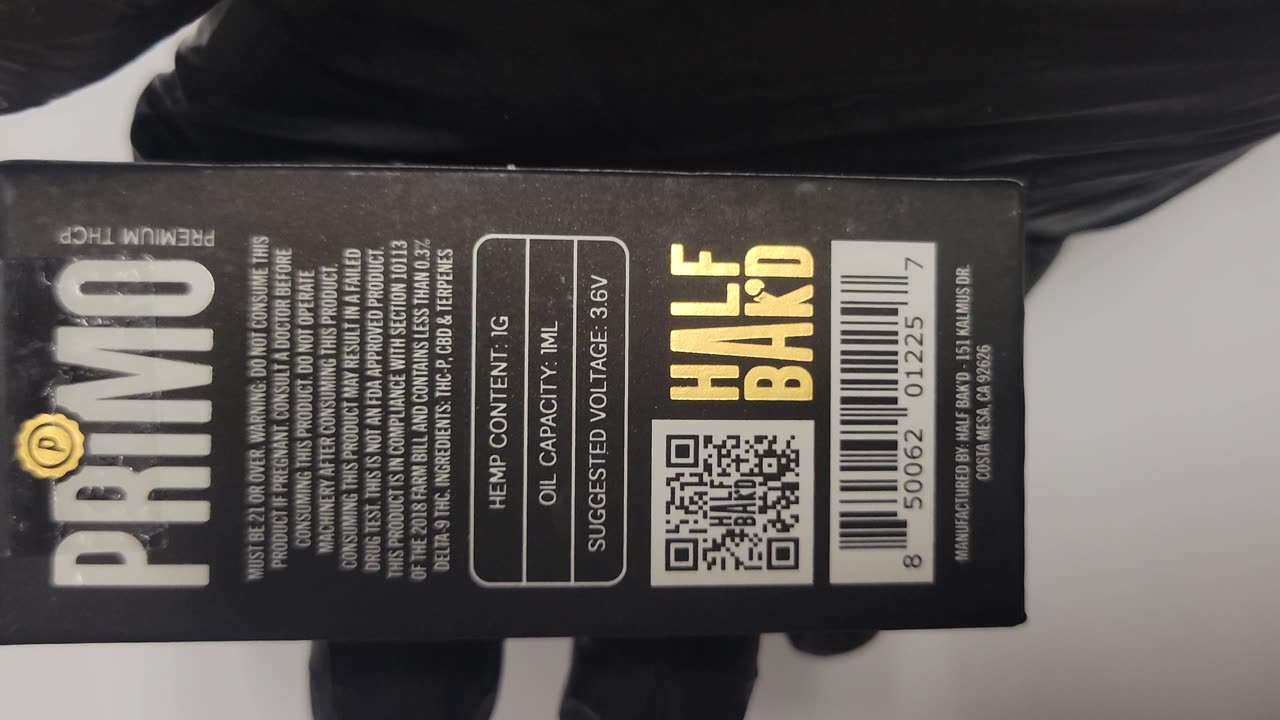 PRIMO
PREMIUM THCP
MUST BE 21 OR OVER. WARNING: DO NOT CONSUME THIS
PRODUCT IF PREGNANT. CONSULT A DOCTOR BEFORE
CONSUMING THIS PRODUCT. DO NOT OPERATE
MACHINERY AFTER CONSUMING THIS PRODUCT.
CONSUMING THIS PRODUCT MAY RESULT IN A FAILED
DRUG TEST. THIS IS NOT AN FDA APPROVED PRODUCT.
THIS PRODUCT IS IN COMPLIANCE WITH SECTION 10113
OF THE 2018 FARM BILL AND CONTAINS LESS THAN 0.3%
DELTA-9 THC. INGREDIENTS: THC-P, CBD & TERPENES
HEMP CONTENT: 1G
OIL CAPACITY: 1ML
SUGGESTED VOLTAGE: 3.6V
HALF
BAK'D
HALF
BAK'D
8 50062 01225 7
MANUFACTURED BY: HALF BAK'D - 151 KALMUS DR.
COSTA MESA, CA 92626